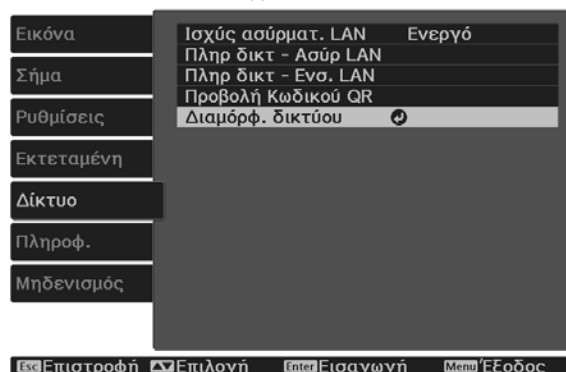 Εικόνα
Σήμα
Ρυθμίσεις
Εκτεταμένη
Δίκτυο
Πληροφ.
Μηδενισμός
Ισχύς ασύρματ. LAN Ενεργό
Πληρ δικτ - Ασύρ LAN
Πληρ δικτ - Ενσ. LAN
Προβολή Κωδικού QR
Διαμόρφ. δικτύου
Esc Επιστροφή Επιλογή Enter Εισαγωγή Menu Έξοδος